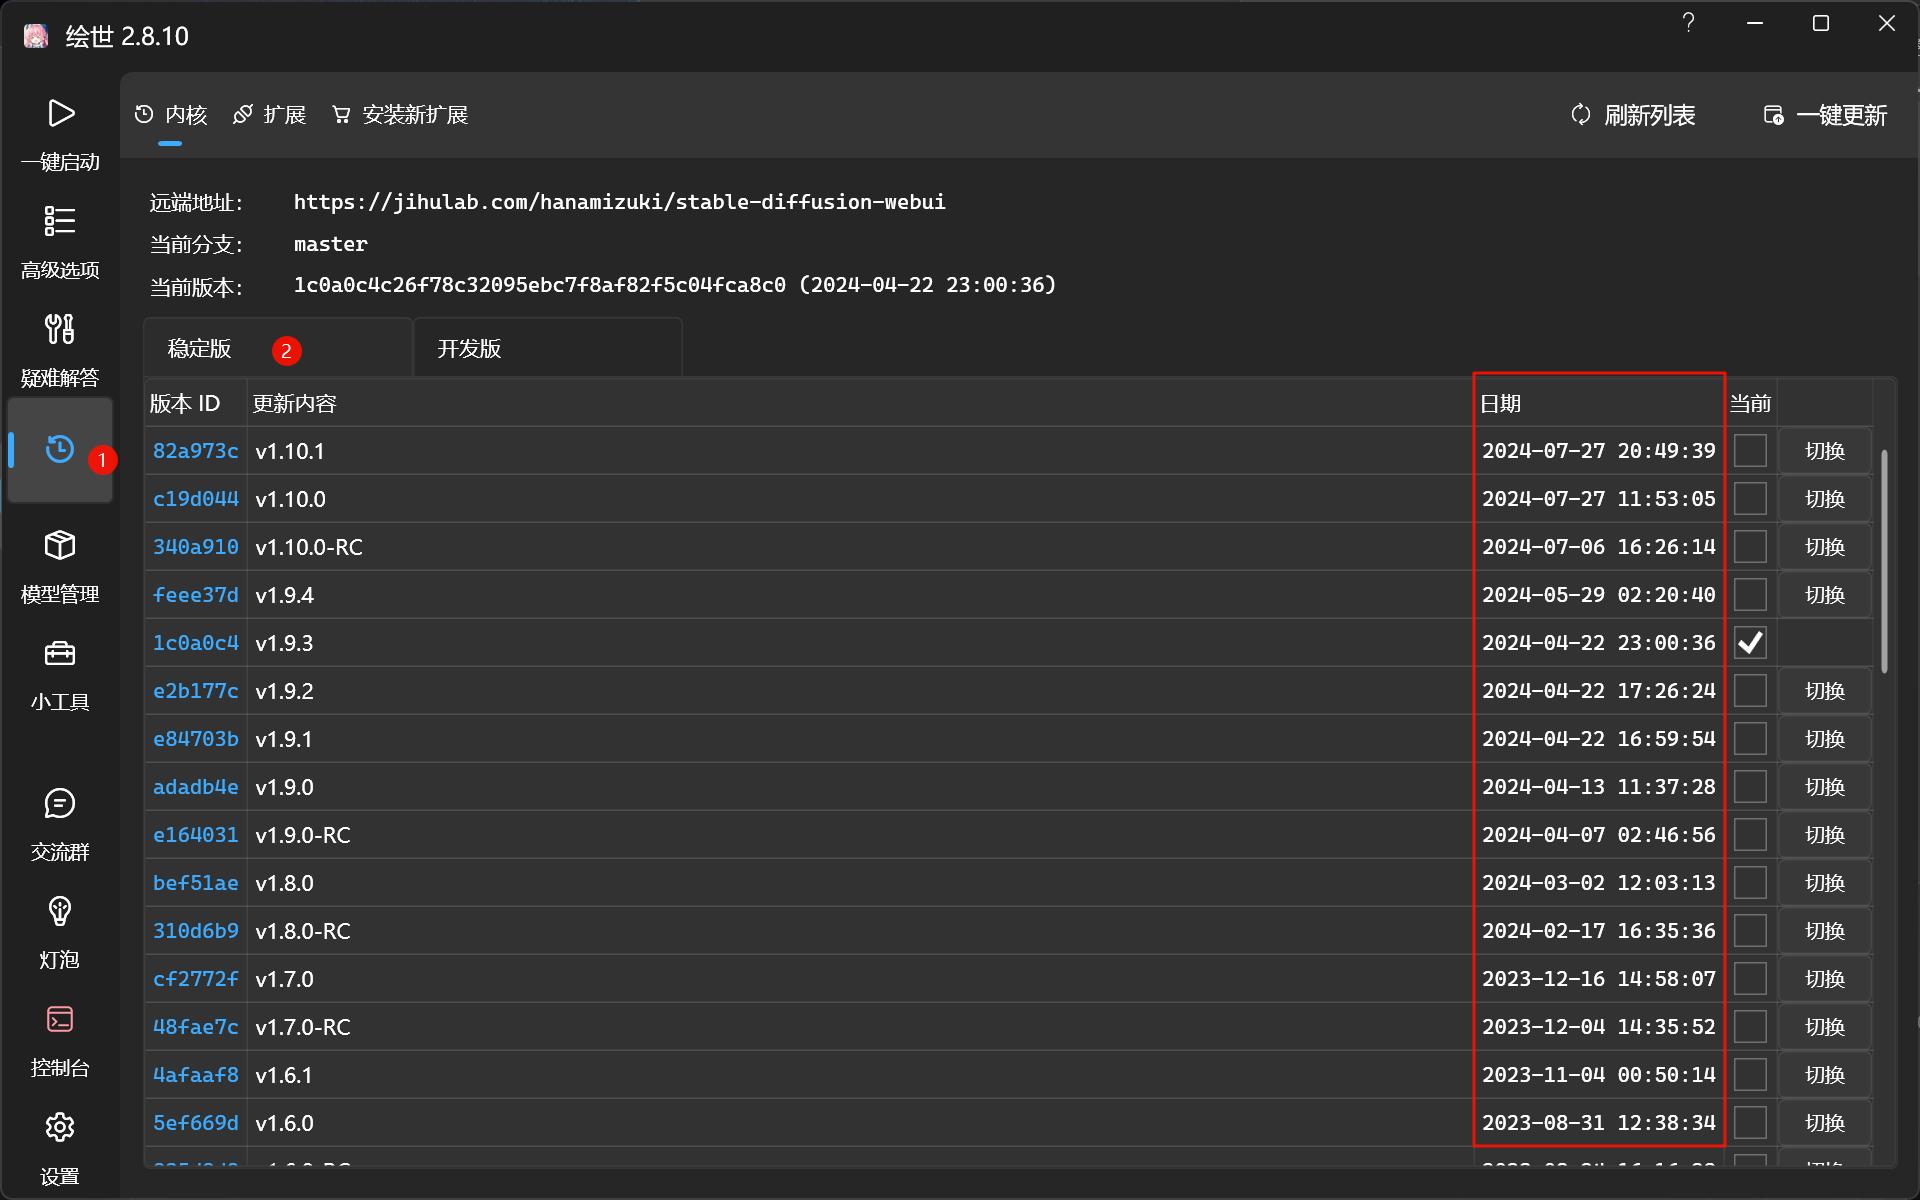 绘世 2.8.10
内核 扩展 安装新扩展 刷新列表 一键更新
一键启动
高级选项
疑难解答
1
模型管理
小工具
交流群
灯泡
控制台
设置
远端地址: https://jihulab.com/hanamizuki/stable-diffusion-webui
当前分支: master
当前版本: 1c0a0c4c26f78c32095ebc7f8af82f5c04fca8c0 (2024-04-22 23:00:36)
稳定版 2 开发版
版本 ID 更新内容 日期 当前
82a973c v1.10.1 2024-07-27 20:49:39 切换
c19d044 v1.10.0 2024-07-27 11:53:05 切换
340a910 v1.10.0-RC 2024-07-06 16:26:14 切换
feee37d v1.9.4 2024-05-29 02:20:40 切换
1c0a0c4 v1.9.3 2024-04-22 23:00:36
e2b177c v1.9.2 2024-04-22 17:26:24 切换
e84703b v1.9.1 2024-04-22 16:59:54 切换
adadb4e v1.9.0 2024-04-13 11:37:28 切换
e164031 v1.9.0-RC 2024-04-07 02:46:56 切换
bef51ae v1.8.0 2024-03-02 12:03:13 切换
310d6b9 v1.8.0-RC 2024-02-17 16:35:36 切换
cf2772f v1.7.0 2023-12-16 14:58:07 切换
48fae7c v1.7.0-RC 2023-12-04 14:35:52 切换
4afaaf8 v1.6.1 2023-11-04 00:50:14 切换
5ef669d v1.6.0 2023-08-31 12:38:34 切换